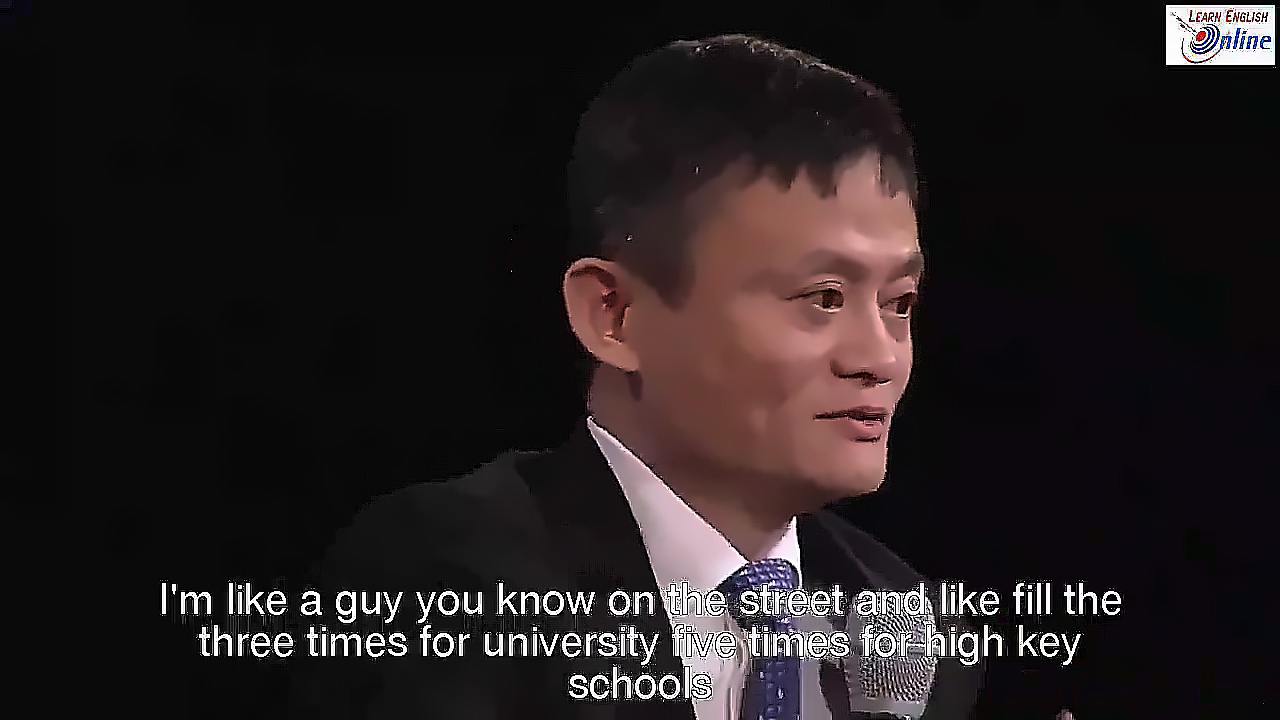 LEARN ENGLISH
Online
I'm like a guy you know on the street and like fill the
three times for university five times for high key
schools